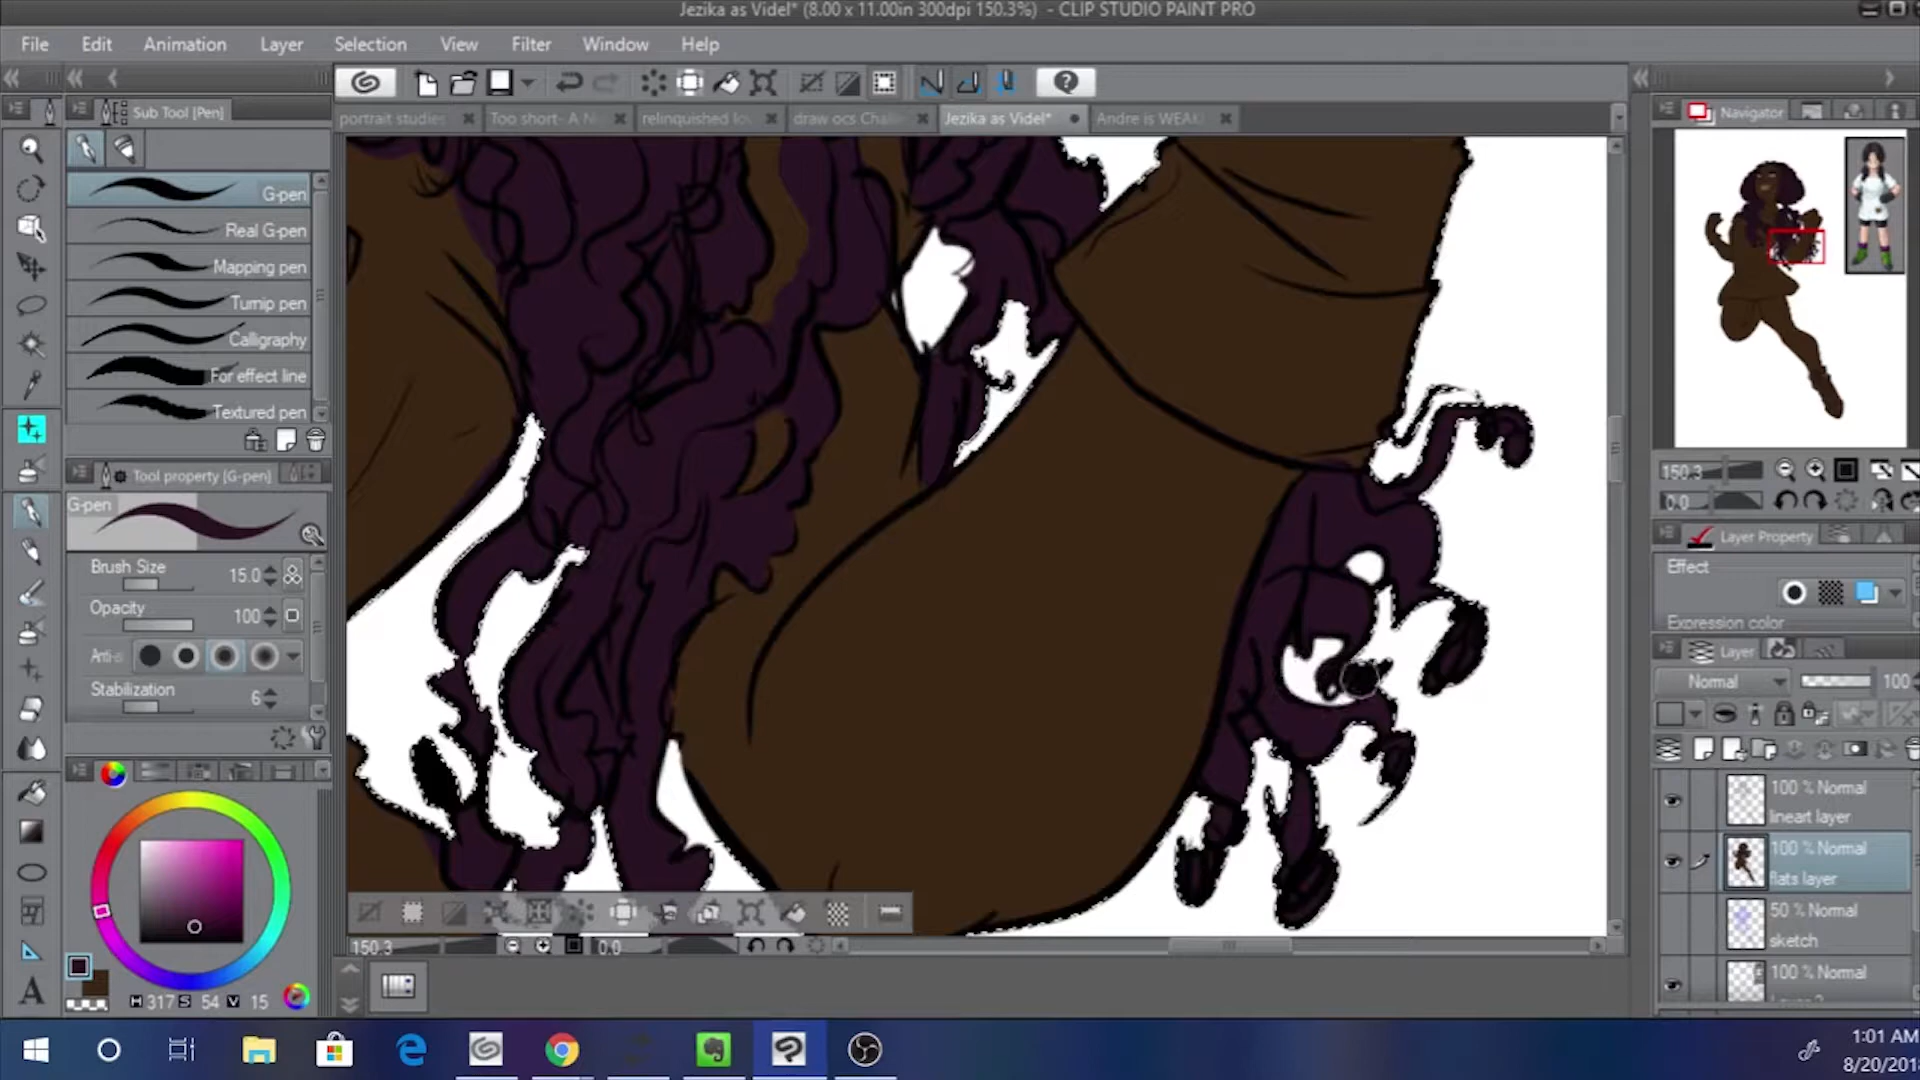 Jezika as Videl* (8.00 x 11.00in 300dpi 150.3%) - CLIP STUDIO PAINT PRO
File Edit Animation Layer Selection View Filter Window Help
Sub Tool [Pen]
portrait studies Too short- A N relinquished lov draw ocs Chall Jezika as Videl* Andre is WEAK
Navigator
G-pen
Real G-pen
Mapping pen
Turnip pen
Calligraphy
For effect line
Textured pen
Tool property [G-pen]
G-pen
Brush Size 15.0
Opacity 100
Anti-a
Stabilization 6
H 317 S 54 V 15
150.3 0.0
150.3
0.0
Layer Property
Effect
Expression color
Layer
Normal 100
100 % Normal
lineart layer
100 % Normal
flats layer
50 % Normal
sketch
100 % Normal
A
1:01 AM